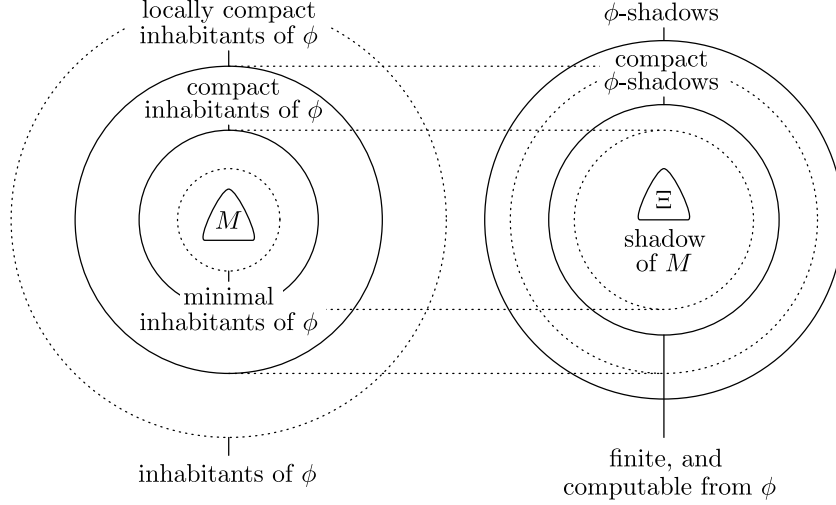 locally compact
inhabitants of ϕ
compact
inhabitants of ϕ
M
minimal
inhabitants of ϕ
inhabitants of ϕ
ϕ-shadows
compact
ϕ-shadows
Ξ
shadow
of M
finite, and
computable from ϕ